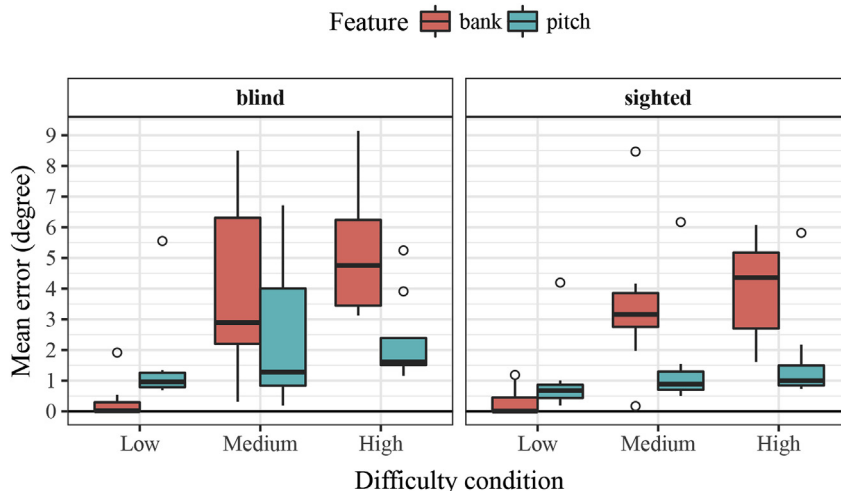 Feature bank pitch
blind sighted
9
8
7
6
5
4
3
2
1
0
Mean error (degree)
Low Medium High Low Medium High
Difficulty condition